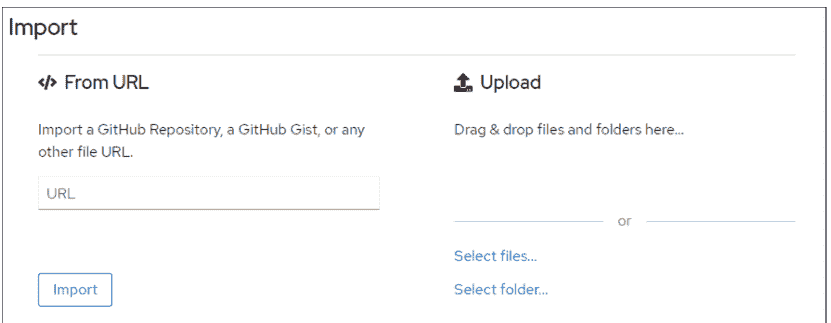 Import
From URL
Import a GitHub Repository, a GitHub Gist, or any
other file URL.
URL
Import
Upload
Drag & drop files and folders here...
or
Select files...
Select folder...